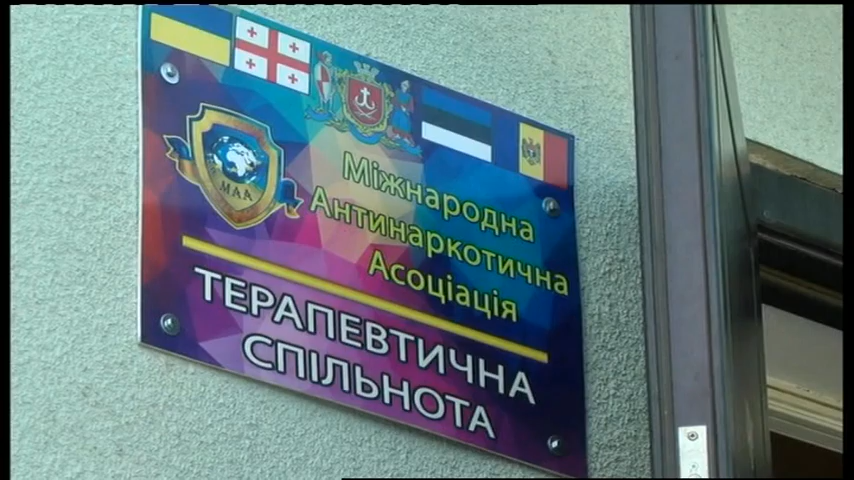 МАА
Міжнародна
Антинаркотична
Асоціація
ТЕРАПЕВТИЧНА
СПІЛЬНОТА